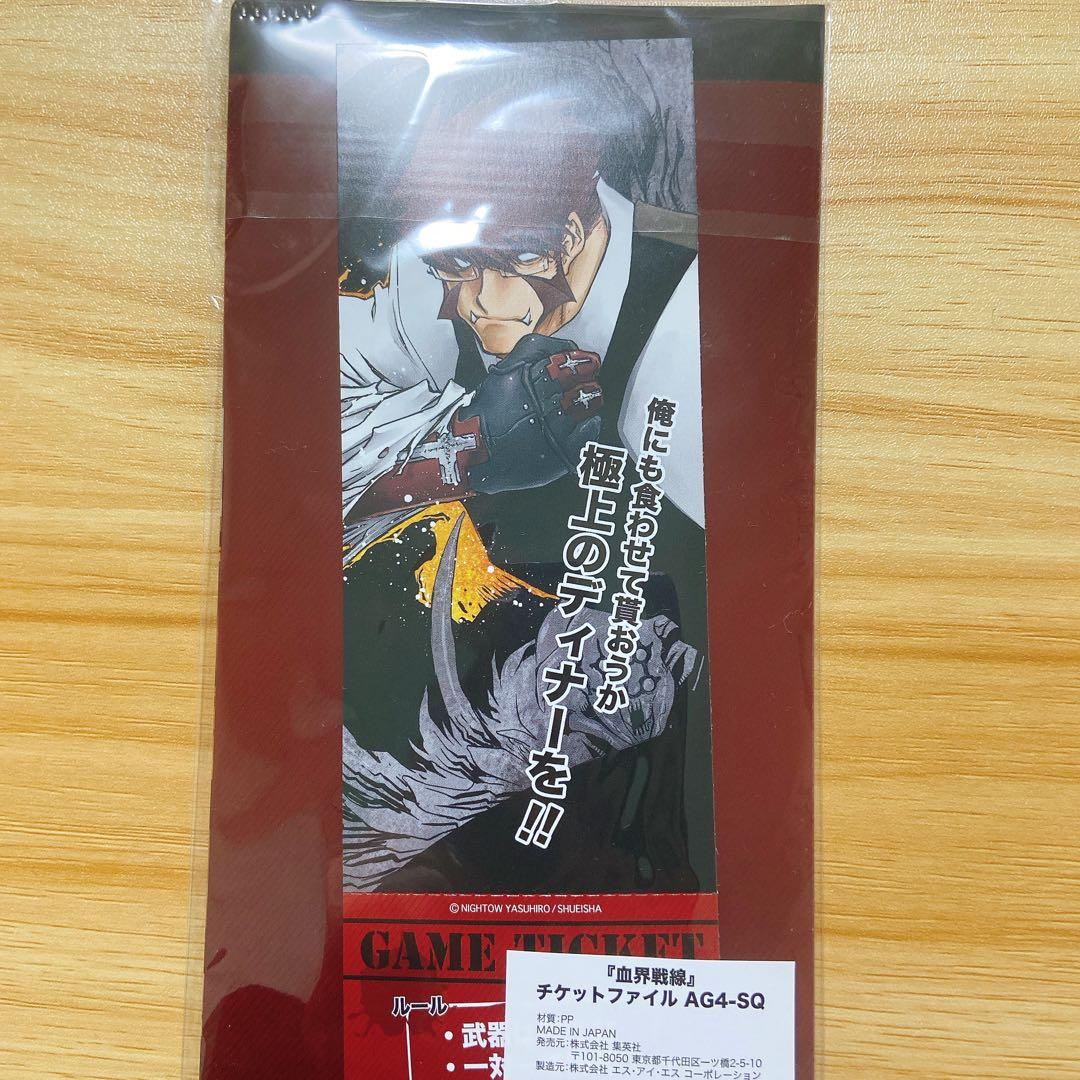 俺にも食わせて貰おうか
極上のディナーを!!
© NIGHTOW YASUHIRO / SHUEISHA
GAME TICKET
ルール
・武器
・一対
『血界戦線』
チケットファイル AG4-SQ
材質:PP
MADE IN JAPAN
発売元:株式会社 集英社
〒101-8050 東京都千代田区一ツ橋2-5-10
製造元:株式会社 エス・アイ・エス コーポレーション